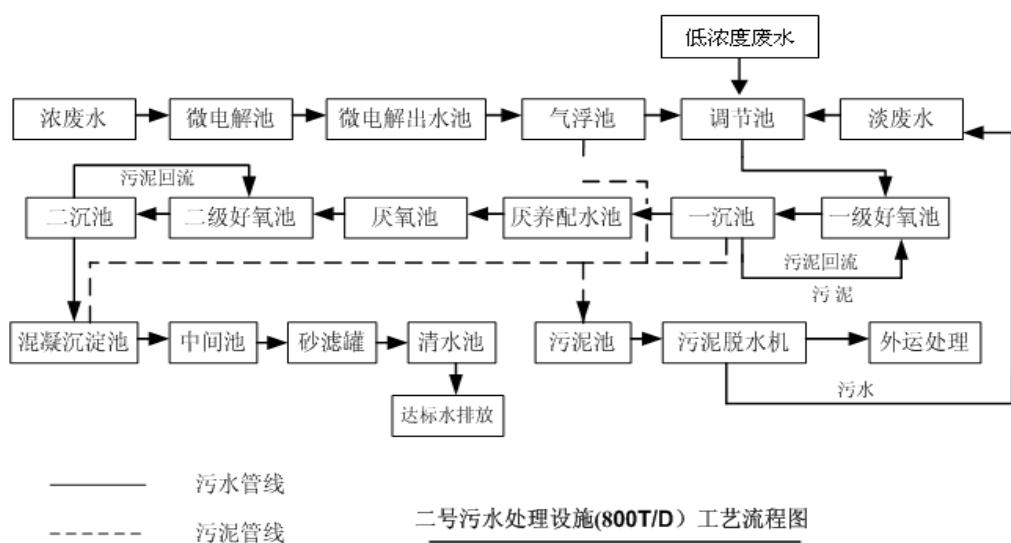 低浓度废水
浓废水
微电解池
微电解出水池
气浮池
调节池
淡废水
污泥回流
二沉池
二级好氧池
厌氧池
厌养配水池
一沉池
一级好氧池
污泥回流
污 泥
混凝沉淀池
中间池
砂滤罐
清水池
污泥池
污泥脱水机
外运处理
污水
达标水排放
污水管线
污泥管线
二号污水处理设施(800T/D）工艺流程图